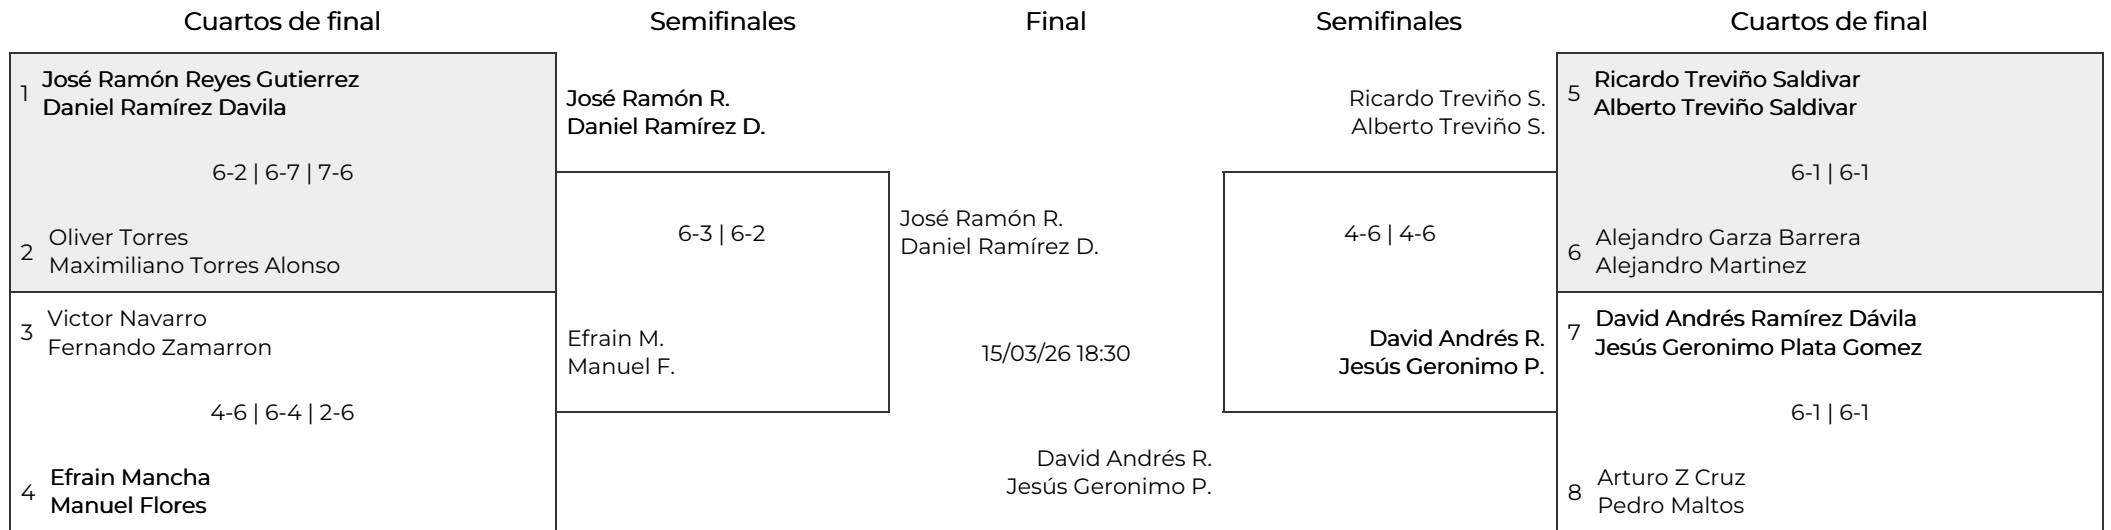 Cuartos de final
Semifinales
Final
Semifinales
Cuartos de final
1
José Ramón Reyes Gutierrez
Daniel Ramírez Davila
6-2 | 6-7 | 7-6
2
Oliver Torres
Maximiliano Torres Alonso
3
Victor Navarro
Fernando Zamarron
4-6 | 6-4 | 2-6
4
Efrain Mancha
Manuel Flores
José Ramón R.
Daniel Ramírez D.
6-3 | 6-2
Efrain M.
Manuel F.
José Ramón R.
Daniel Ramírez D.
15/03/26 18:30
David Andrés R.
Jesús Geronimo P.
Ricardo Treviño S.
Alberto Treviño S.
4-6 | 4-6
David Andrés R.
Jesús Geronimo P.
5
Ricardo Treviño Saldivar
Alberto Treviño Saldivar
6-1 | 6-1
6
Alejandro Garza Barrera
Alejandro Martinez
7
David Andrés Ramírez Dávila
Jesús Geronimo Plata Gomez
6-1 | 6-1
8
Arturo Z Cruz
Pedro Maltos